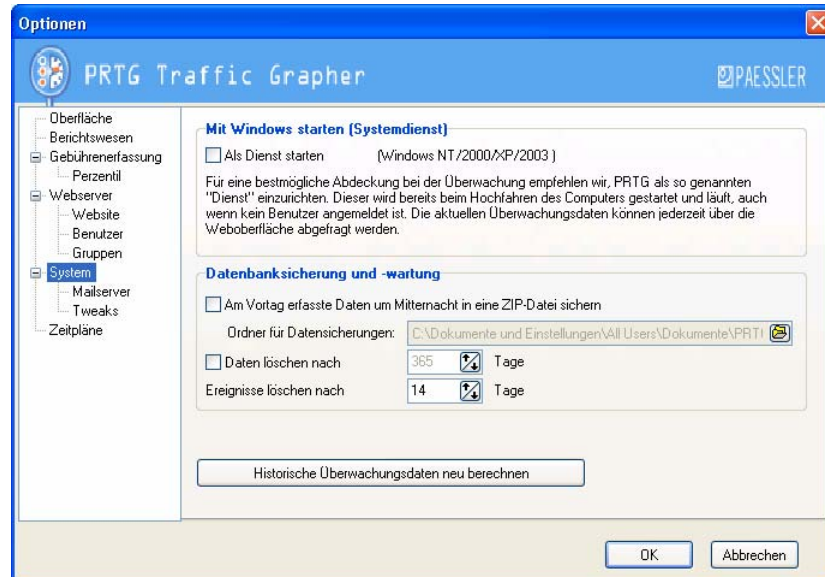 Optionen
PRTG Traffic Grapher
PAESSLER
Oberfläche
Berichtswesen
Gebührenerfassung
Perzentil
Webserver
Website
Benutzer
Gruppen
System
Mailserver
Tweaks
Zeitpläne
Mit Windows starten (Systemdienst)
Als Dienst starten (Windows NT/2000/XP/2003 )
Für eine bestmögliche Abdeckung bei der Überwachung empfehlen wir, PRTG als so genannten
"Dienst" einzurichten. Dieser wird bereits beim Hochfahren des Computers gestartet und läuft, auch
wenn kein Benutzer angemeldet ist. Die aktuellen Überwachungsdaten können jederzeit über die
Weboberfläche abgefragt werden.
Datenbanksicherung und -wartung
Am Vortag erfasste Daten um Mitternacht in eine ZIP-Datei sichern
Ordner für Datensicherungen: C:\Dokumente und Einstellungen\All Users\Dokumente\PRT
Daten löschen nach 365 Tage
Ereignisse löschen nach 14 Tage
Historische Überwachungsdaten neu berechnen
OK Abbrechen